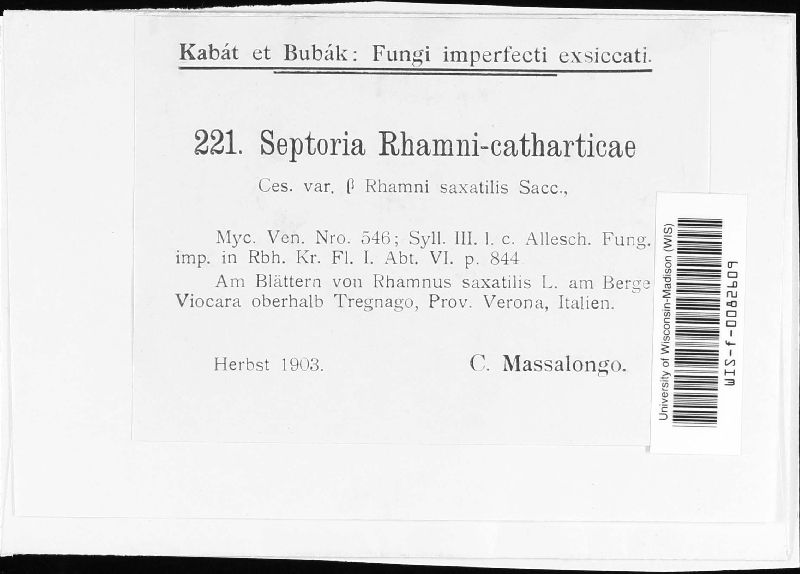 Kabát et Bubák: Fungi imperfecti exsiccati.
221. Septoria Rhamni-catharticae
Ces. var. β Rhamni saxatilis Sacc.,
Myc. Ven. Nro. 546; Syll. III. l. c. Allesch. Fung.
imp. in Rbh. Kr. Fl. I. Abt. VI. p. 844
Am Blättern von Rhamnus saxatilis L. am Berge
Viocara oberhalb Tregnago, Prov. Verona, Italien.
Herbst 1903. C. Massalongo.
University of Wisconsin-Madison (WIS)
WIS-f-0082609